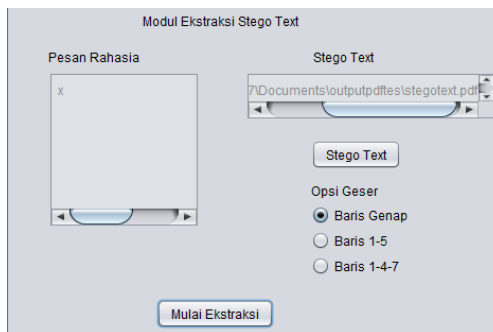 Modul Ekstraksi Stego Text
Pesan Rahasia
Stego Text
x
7\Documents\outputpdftes\stegotext.pdf
Stego Text
Opsi Geser
Baris Genap
Baris 1-5
Baris 1-4-7
Mulai Ekstraksi